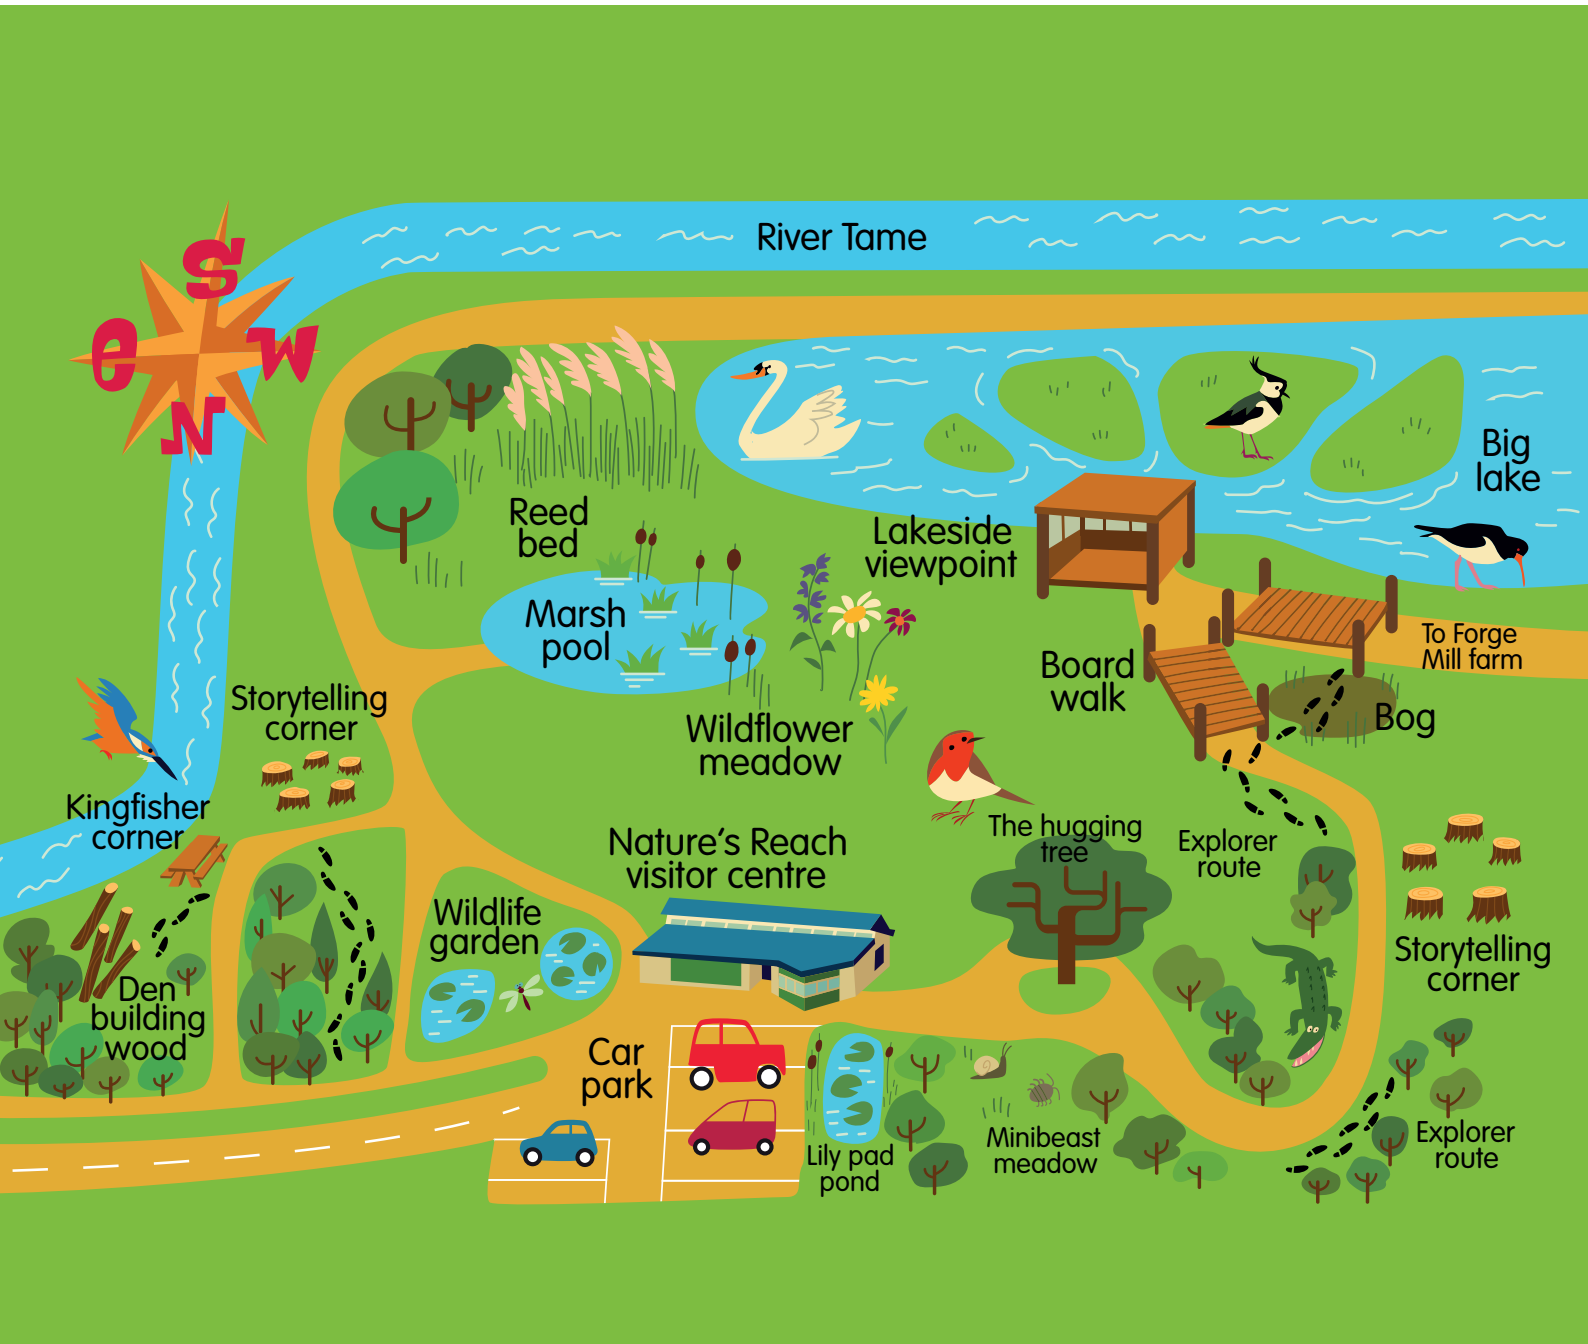 River Tame
s
e
w
N
Big
lake
Reed
bed
Lakeside
viewpoint
Marsh
pool
To Forge
Mill farm
Board
walk
Storytelling
corner
Bog
Wildflower
meadow
Kingfisher
corner
The hugging
tree
Nature's Reach
visitor centre
Explorer
route
Wildlife
garden
Storytelling
corner
Den
building
wood
Car
park
Minibeast
meadow
Explorer
route
Lily pad
pond